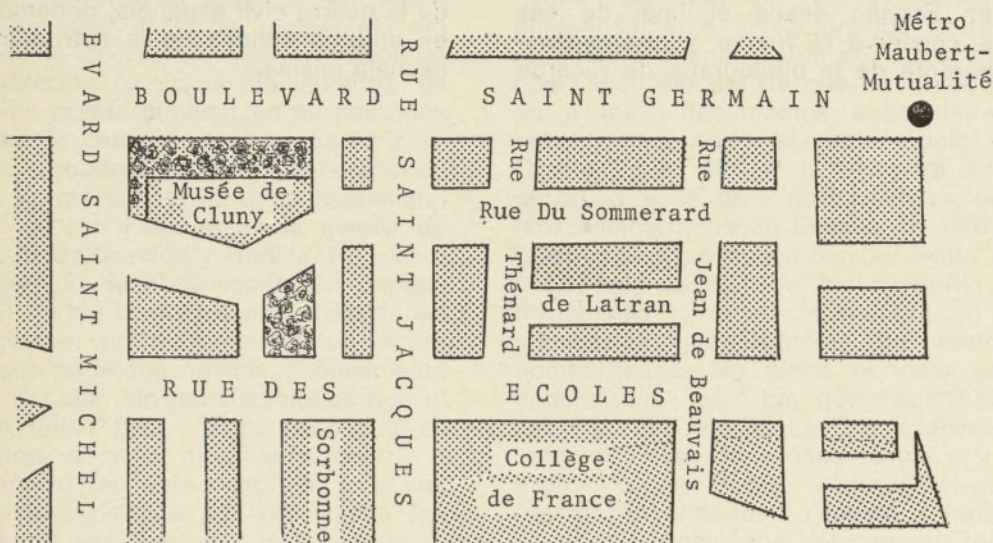 Métro
Maubert-
Mutualité
EVARD SAINT MICHEL
BOULEVARD SAINT GERMAIN
RUE SAINT JACQUES
Musée de
Cluny
Rue
Rue
Rue Du Sommerard
Thénard
Jean de Beauvais
de Latran
RUE DES ECOLES
Sorbonne
Collège
de France